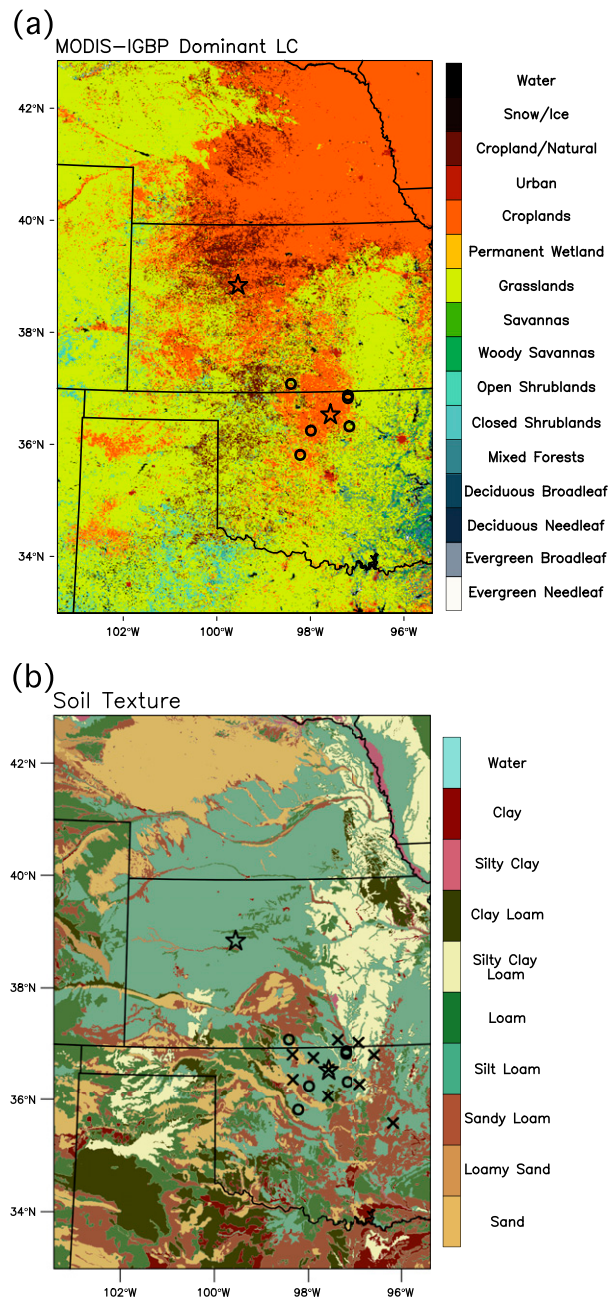 (a)
MODIS-IGBP Dominant LC
42°N
40°N
38°N
36°N
34°N
102°W
100°W
98°W
96°W
Water
Snow/Ice
Cropland/Natural
Urban
Croplands
Permanent Wetland
Grasslands
Savannas
Woody Savannas
Open Shrublands
Closed Shrublands
Mixed Forests
Deciduous Broadleaf
Deciduous Needleaf
Evergreen Broadleaf
Evergreen Needleaf
(b)
Soil Texture
42°N
40°N
38°N
36°N
34°N
102°W
100°W
98°W
96°W
Water
Clay
Silty Clay
Clay Loam
Silty Clay
Loam
Loam
Silt Loam
Sandy Loam
Loamy Sand
Sand